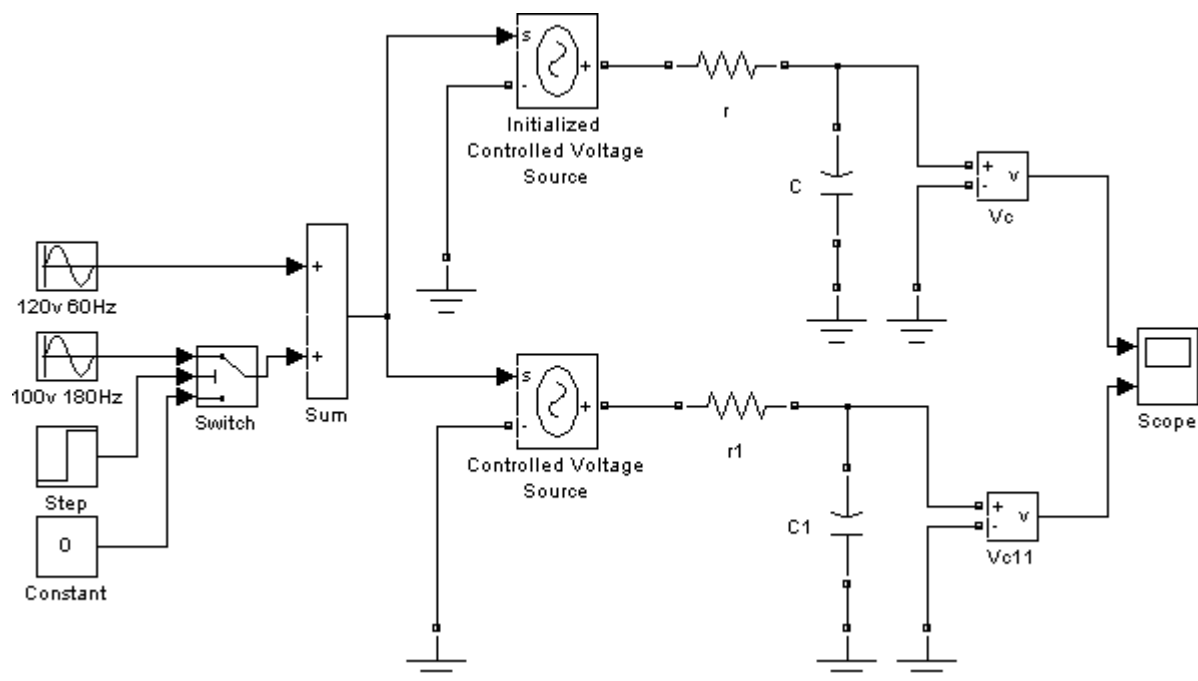 s
+
-
Initialized
Controlled Voltage
Source
r
C
+
-
v
Vc
120v 60Hz
100v 180Hz
Switch
+
+
Sum
Step
0
Constant
s
+
-
Controlled Voltage
Source
r1
C1
+
-
v
Vc11
Scope